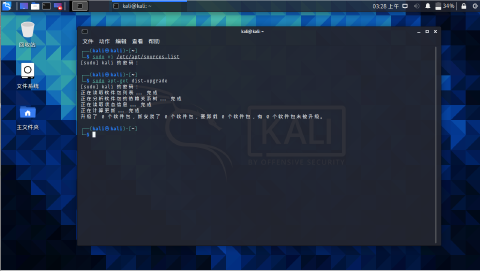 kali@kali: ~
03:28 上午
34%
回收站
文件系统
主文件夹
kali@kali:~
文件 动作 编辑 查看 帮助
┌──(kali㉿kali)-[~]
└─$ sudo vi /etc/apt/sources.list
[sudo] kali 的密码：
┌──(kali㉿kali)-[~]
└─$ sudo apt-get dist-upgrade
[sudo] kali 的密码：
正在读取软件包列表... 完成
正在分析软件包的依赖关系树... 完成
正在读取状态信息... 完成
正在计算更新... 完成
升级了 0 个软件包，新安装了 0 个软件包，要卸载 0 个软件包，有 0 个软件包未被升级。
┌──(kali㉿kali)-[~]
└─$
KALI
BY OFFENSIVE SECURITY